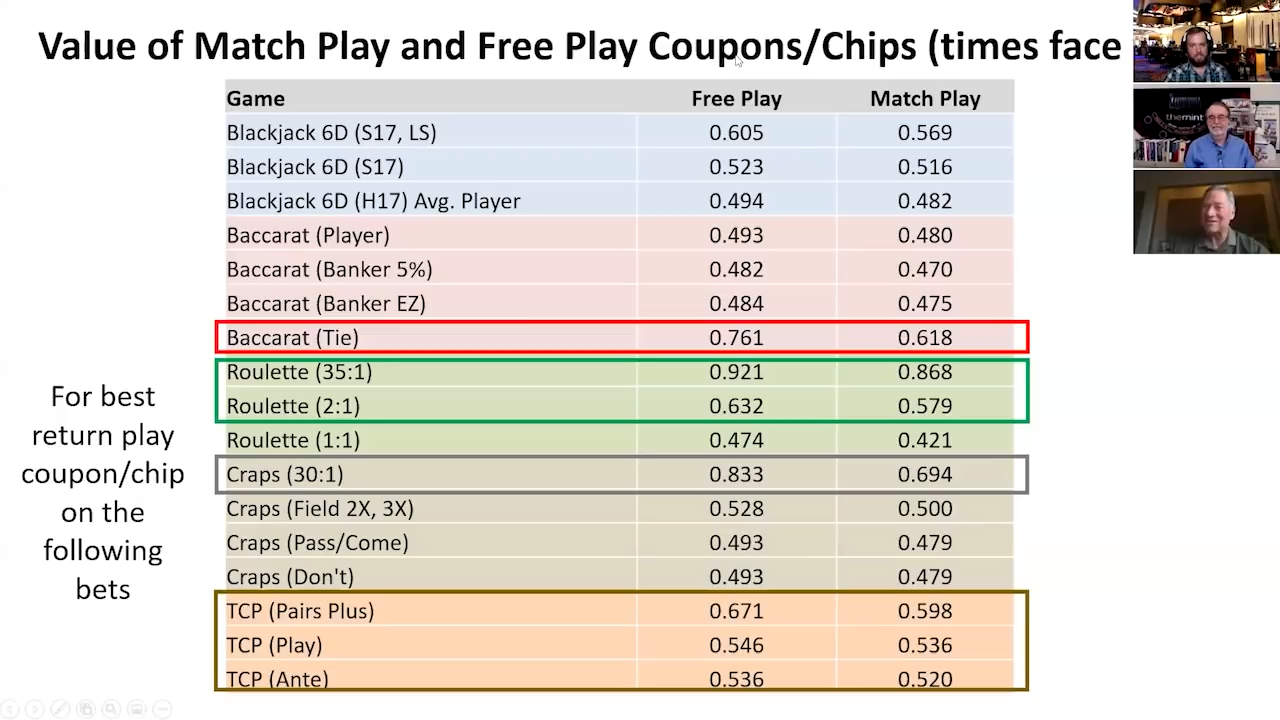 Value of Match Play and Free Play Coupons/Chips (times face
Game Free Play Match Play
Blackjack 6D (S17, LS) 0.605 0.569
Blackjack 6D (S17) 0.523 0.516
Blackjack 6D (H17) Avg. Player 0.494 0.482
Baccarat (Player) 0.493 0.480
Baccarat (Banker 5%) 0.482 0.470
Baccarat (Banker EZ) 0.484 0.475
Baccarat (Tie) 0.761 0.618
Roulette (35:1) 0.921 0.868
Roulette (2:1) 0.632 0.579
Roulette (1:1) 0.474 0.421
Craps (30:1) 0.833 0.694
Craps (Field 2X, 3X) 0.528 0.500
Craps (Pass/Come) 0.493 0.479
Craps (Don't) 0.493 0.479
TCP (Pairs Plus) 0.671 0.598
TCP (Play) 0.546 0.536
TCP (Ante) 0.536 0.520
For best
return play
coupon/chip
on the
following
bets
themint